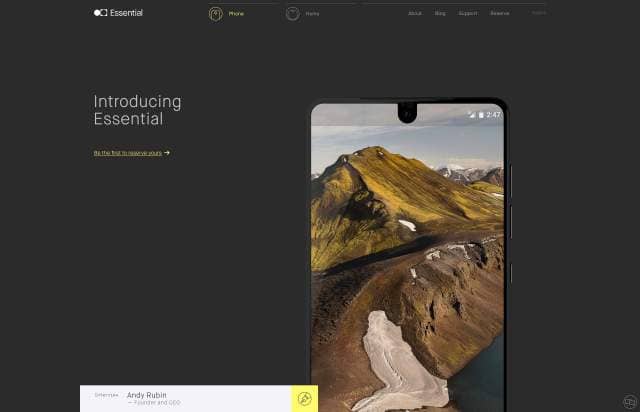 Essential
Phone
Home
About
Blog
Support
Reserve
Introducing
Essential
Be the first to reserve yours →
2:47
Interview
Andy Rubin
— Founder and CEO